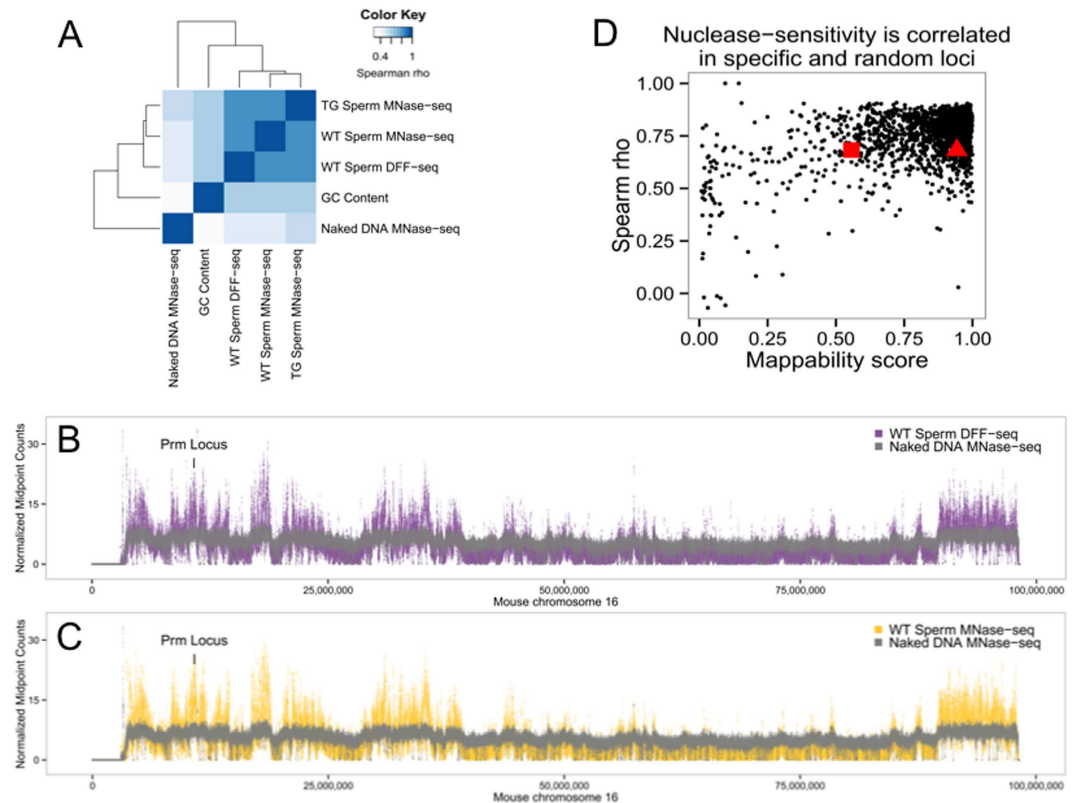 A
Color Key
0.4 1
Spearman rho
TG Sperm MNase-seq
WT Sperm MNase-seq
WT Sperm DFF-seq
GC Content
Naked DNA MNase-seq
Naked DNA MNase-seq
GC Content
WT Sperm DFF-seq
WT Sperm MNase-seq
TG Sperm MNase-seq
D
Nuclease-sensitivity is correlated
in specific and random loci
Spearm rho
1.00
0.75
0.50
0.25
0.00
0.00 0.25 0.50 0.75 1.00
Mappability score
B
Normalized Midpoint Counts
30
15
0
Prm Locus
WT Sperm DFF-seq
Naked DNA MNase-seq
0 25,000,000 50,000,000 75,000,000 100,000,000
Mouse chromosome 16
C
Normalized Midpoint Counts
30
15
0
Prm Locus
WT Sperm MNase-seq
Naked DNA MNase-seq
0 25,000,000 50,000,000 75,000,000 100,000,000
Mouse chromosome 16